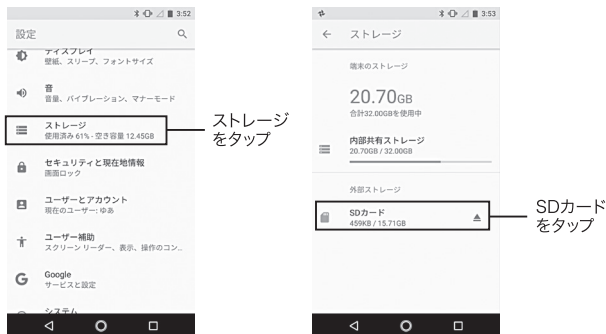 3:52
設定
ディスプレイ
壁紙、スリープ、フォントサイズ
音
音量、バイブレーション、マナーモード
ストレージ
使用済み 61% - 空き容量 12.45GB
セキュリティと現在地情報
画面ロック
ユーザーとアカウント
現在のユーザー: ゆあ
ユーザー補助
スクリーン リーダー、表示、操作のコン..
Google
サービスと設定
システム
ストレージ
をタップ
3:53
ストレージ
端末のストレージ
20.70GB
合計32.00GBを使用中
内部共有ストレージ
20.70GB / 32.00GB
外部ストレージ
SDカード
459KB / 15.71GB
SDカード
をタップ